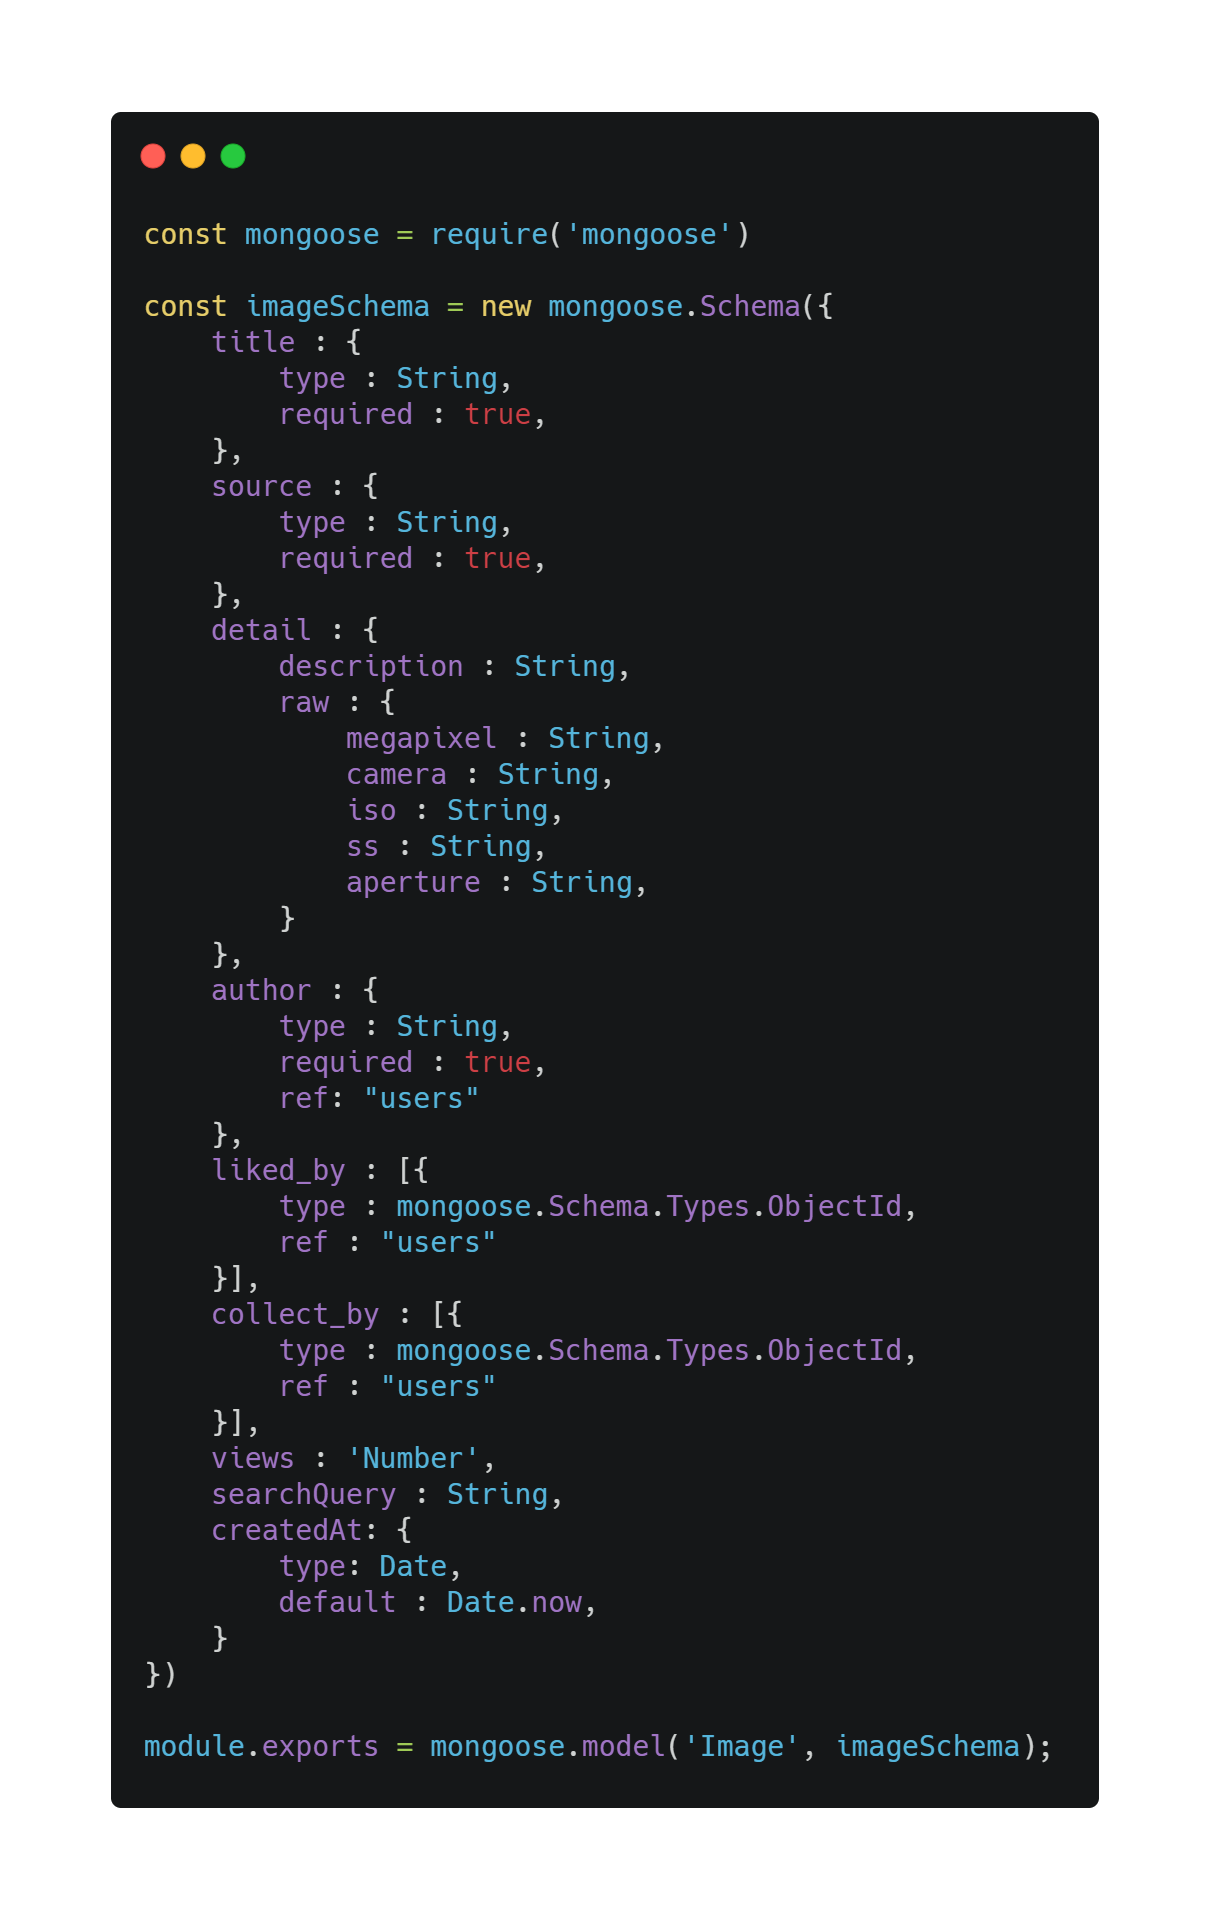 const mongoose = require('mongoose')

const imageSchema = new mongoose.Schema({
    title : {
        type : String,
        required : true,
    },
    source : {
        type : String,
        required : true,
    },
    detail : {
        description : String,
        raw : {
            megapixel : String,
            camera : String,
            iso : String,
            ss : String,
            aperture : String,
        }
    },
    author : {
        type : String,
        required : true,
        ref: "users"
    },
    liked_by : [{
        type : mongoose.Schema.Types.ObjectId,
        ref : "users"
    }],
    collect_by : [{
        type : mongoose.Schema.Types.ObjectId,
        ref : "users"
    }],
    views : 'Number',
    searchQuery : String,
    createdAt: {
        type: Date,
        default : Date.now,
    }
})

module.exports = mongoose.model('Image', imageSchema);